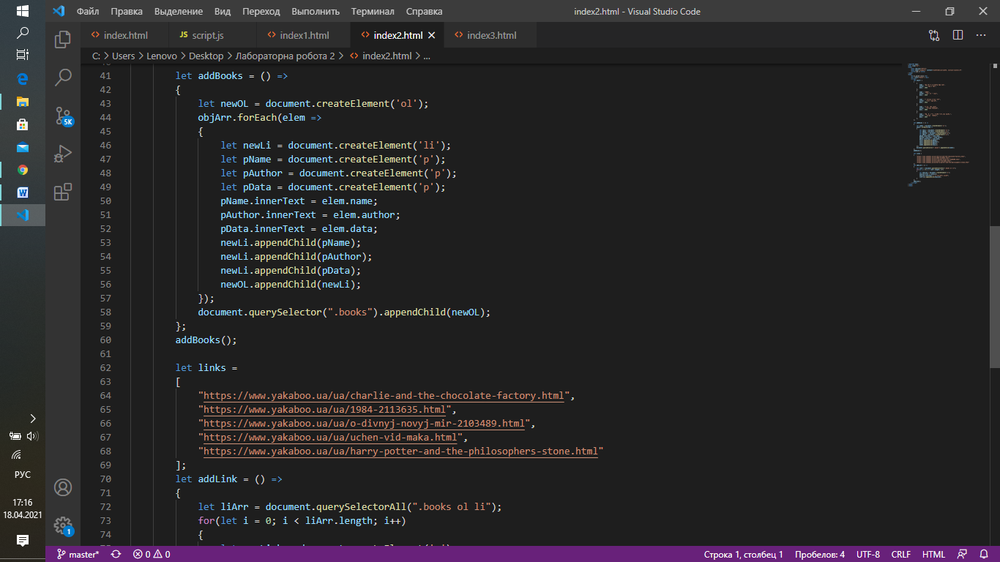 Файл Правка Выделение Вид Переход Выполнить Терминал Справка index2.html - Visual Studio Code
index.html JS script.js index1.html index2.html index3.html
C: > Users > Lenovo > Desktop > Лабораторна робота 2 > index2.html > ...
41 let addBooks = () =>
42 {
43 let newOL = document.createElement('ol');
44 objArr.forEach(elem =>
45 {
46 let newLi = document.createElement('li');
47 let pName = document.createElement('p');
48 let pAuthor = document.createElement('p');
49 let pData = document.createElement('p');
50 pName.innerText = elem.name;
51 pAuthor.innerText = elem.author;
52 pData.innerText = elem.data;
53 newLi.appendChild(pName);
54 newLi.appendChild(pAuthor);
55 newLi.appendChild(pData);
56 newOL.appendChild(newLi);
57 });
58 document.querySelector(".books").appendChild(newOL);
59 };
60 addBooks();
61
62 let links =
63 [
64 "https://www.yakaboo.ua/ua/charlie-and-the-chocolate-factory.html",
65 "https://www.yakaboo.ua/ua/1984-2113635.html",
66 "https://www.yakaboo.ua/ua/o-divnyj-novyj-mir-2103489.html",
67 "https://www.yakaboo.ua/ua/uchen-vid-maka.html",
68 "https://www.yakaboo.ua/ua/harry-potter-and-the-philosophers-stone.html"
69 ];
70 let addLink = () =>
71 {
72 let liArr = document.querySelectorAll(".books ol li");
73 for(let i = 0; i < liArr.length; i++)
74 {
5K
1
РУС
17:16
18.04.2021
master* 0 0 Строка 1, столбец 1 Пробелов: 4 UTF-8 CRLF HTML